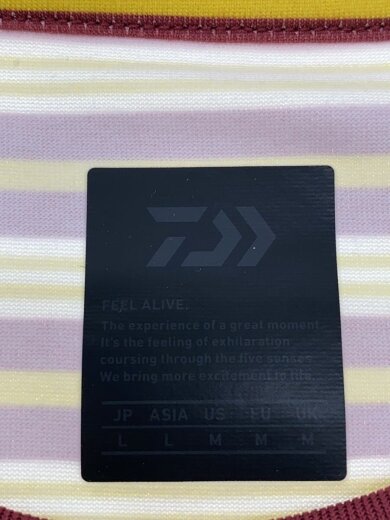 FEEL ALIVE.
The experience of a great moment
It's the feeling of exhilaration
coursing through the five sunses
We bring more excitement to life.
JP ASIA US EU UK
L L M M M